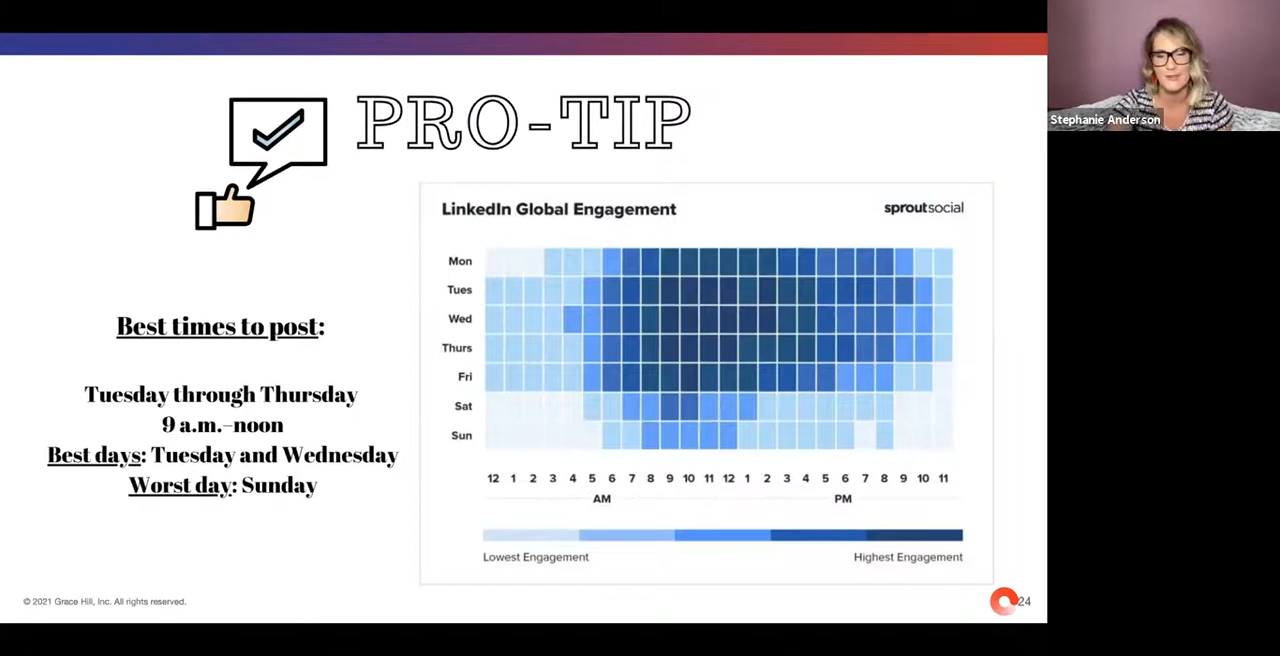 PRO-TIP
Stephanie Anderson
LinkedIn Global Engagement
sproutsocial
Mon
Tues
Wed
Thurs
Fri
Sat
Sun
12 1 2 3 4 5 6 7 8 9 10 11 12 1 2 3 4 5 6 7 8 9 10 11
AM PM
Lowest Engagement Highest Engagement
Best times to post:
Tuesday through Thursday
9 a.m.–noon
Best days: Tuesday and Wednesday
Worst day: Sunday
© 2021 Grace Hill, Inc. All rights reserved.
24